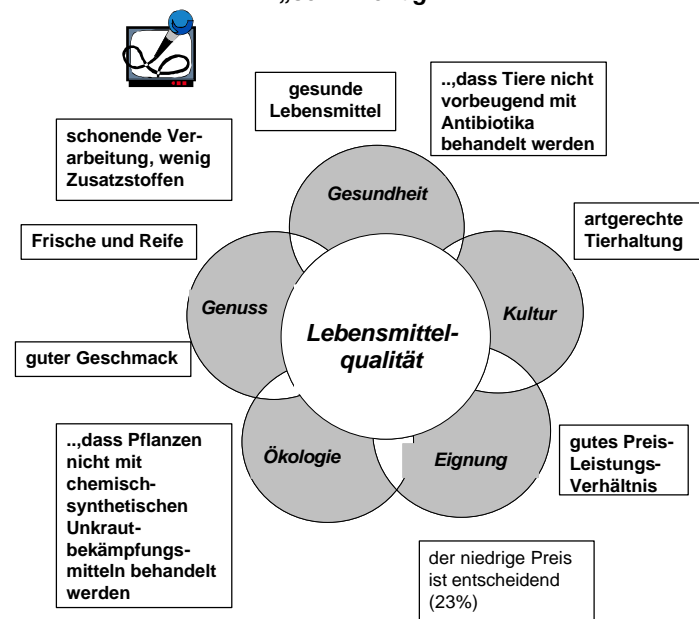 gesunde
Lebensmittel
..,dass Tiere nicht
vorbeugend mit
Antibiotika
behandelt werden
schonende Ver-
arbeitung, wenig
Zusatzstoffen
Gesundheit
artgerechte
Tierhaltung
Frische und Reife
Genuss
Kultur
Lebensmittel-
qualität
guter Geschmack
..,dass Pflanzen
nicht mit
chemisch-
synthetischen
Unkraut-
bekämpfungs-
mitteln behandelt
werden
Ökologie
Eignung
gutes Preis-
Leistungs-
Verhältnis
der niedrige Preis
ist entscheidend
(23%)